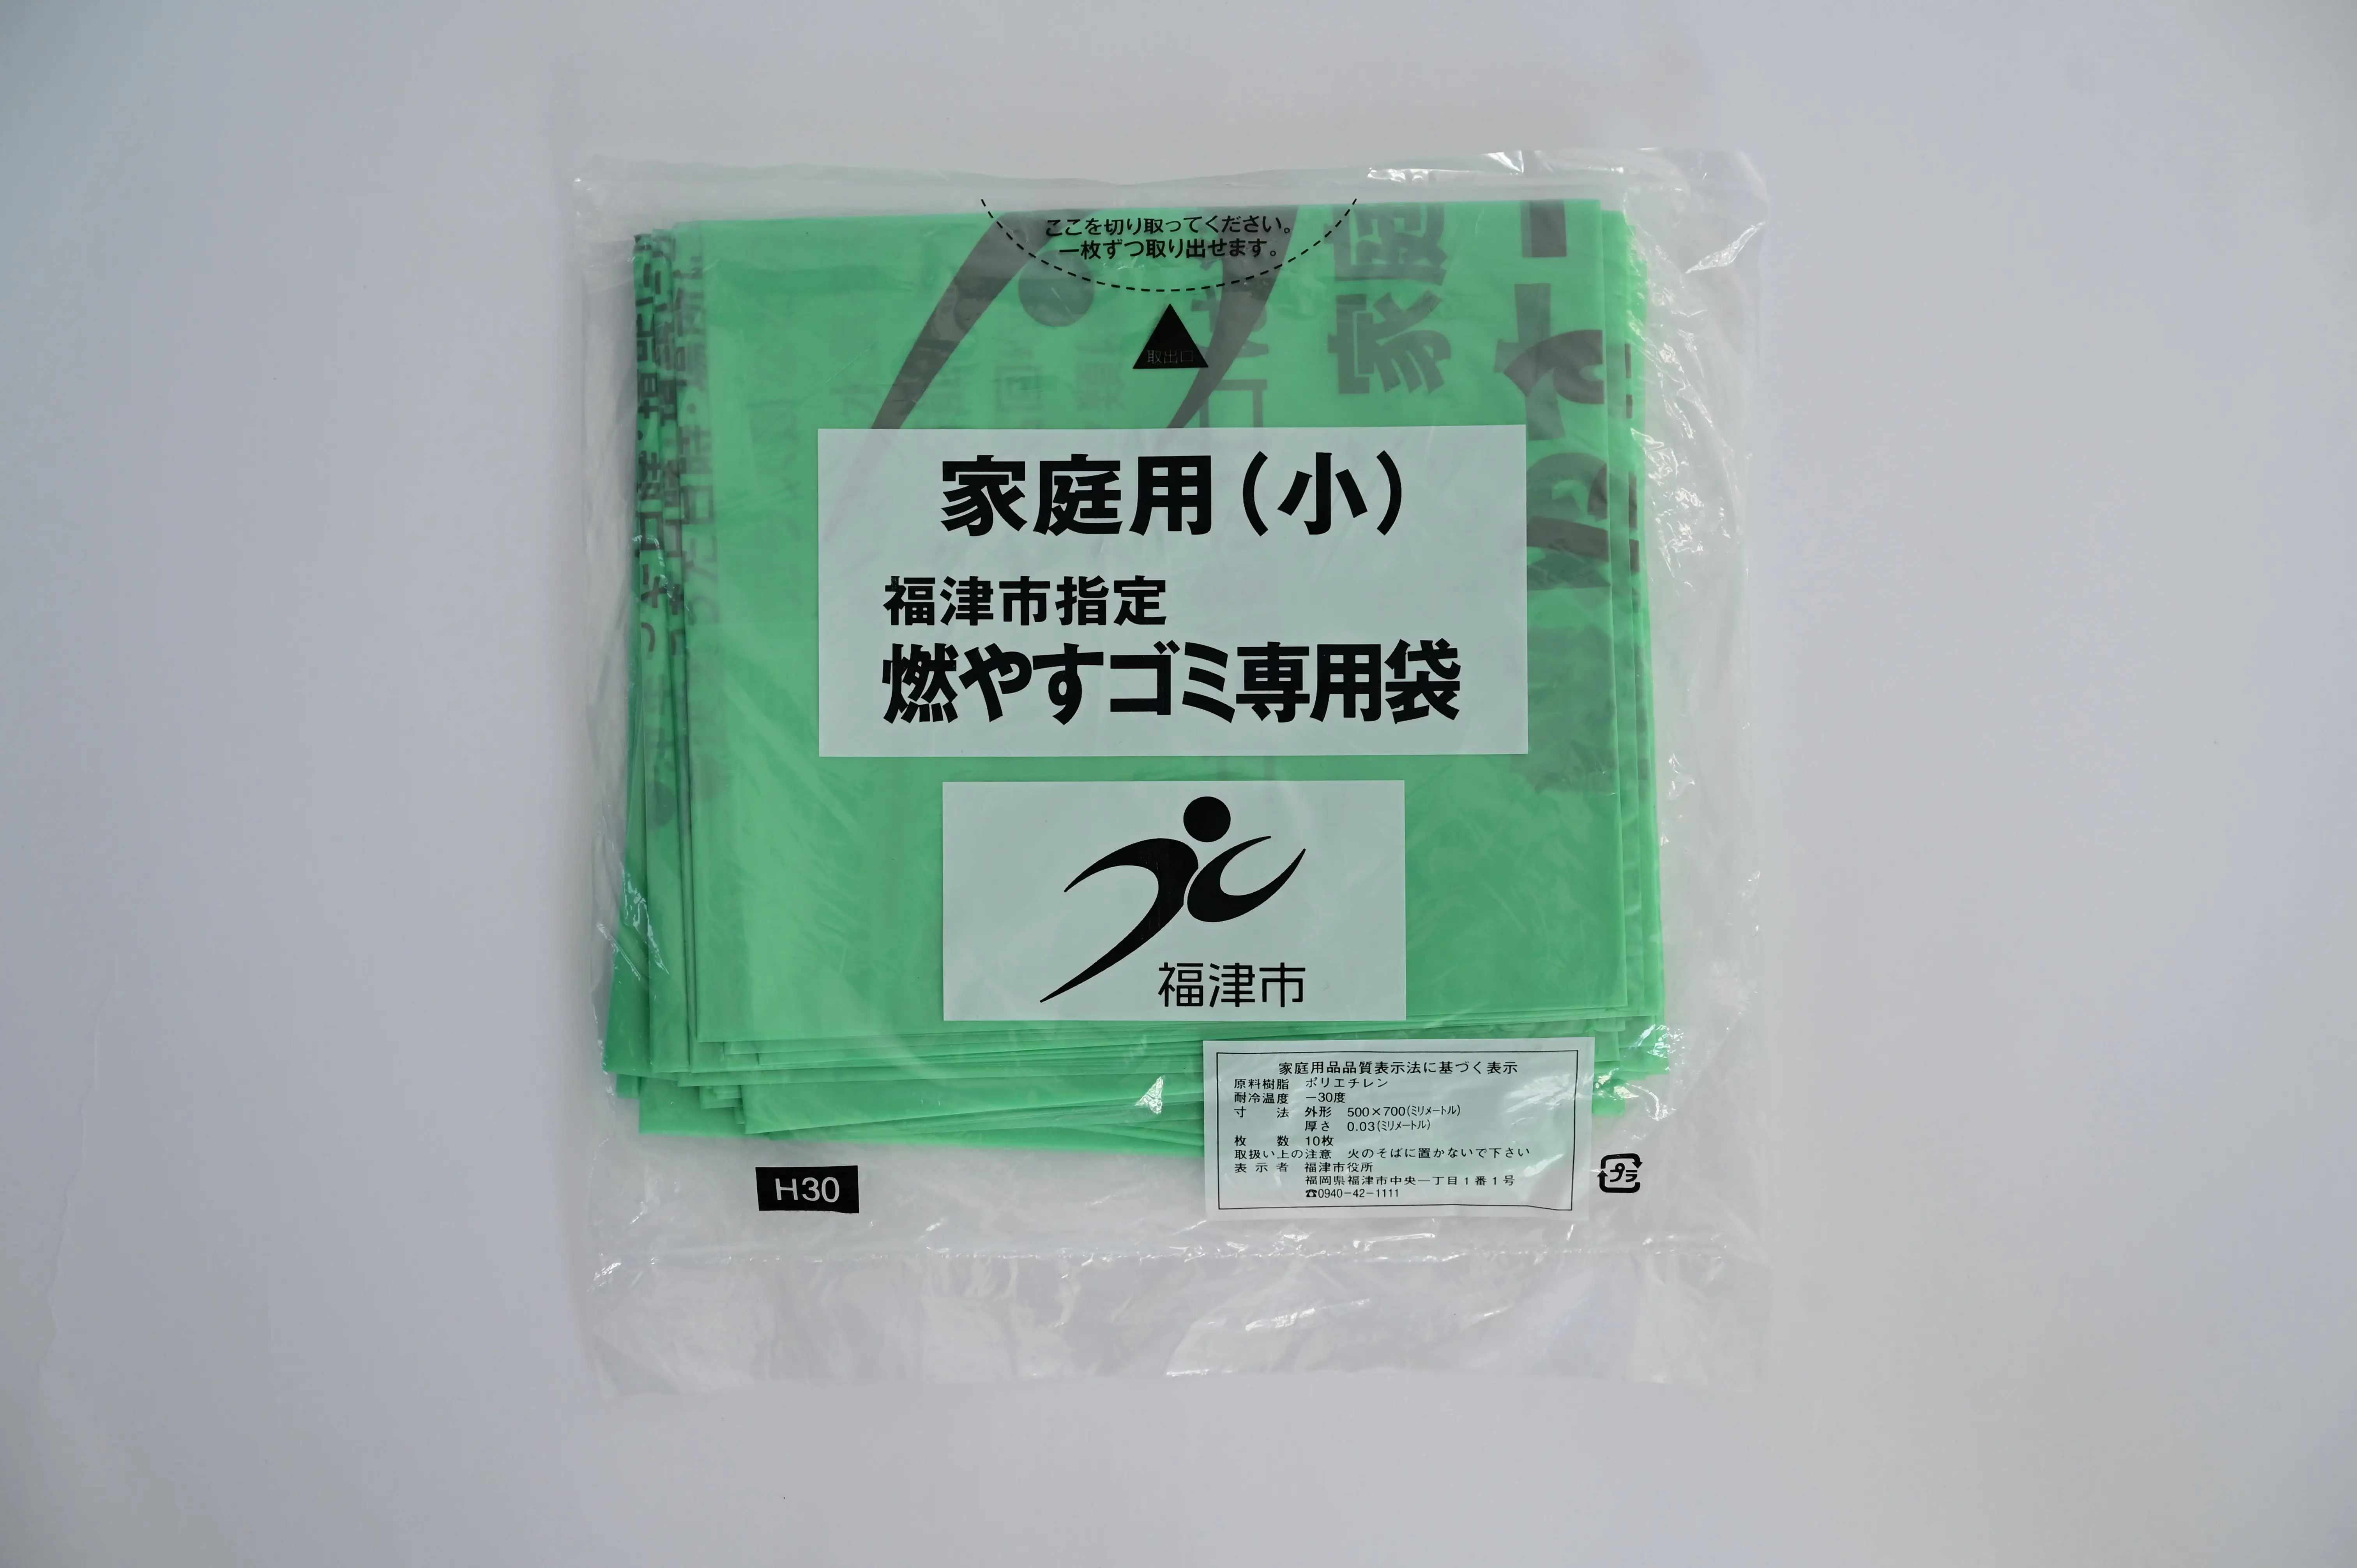 ここを切り取ってください。
一枚ずつ取り出せます。
取出口
家庭用（小）
福津市指定
燃やすゴミ専用袋
福津市
家庭用品品質表示法に基づく表示
原料樹脂 ポリエチレン
耐冷温度 −30度
寸法 外形 500×700(ミリメートル)
厚さ 0.03(ミリメートル)
枚数 10枚
取扱い上の注意 火のそばに置かないで下さい
表示者 福津市役所
福岡県福津市中央一丁目1番1号
☎0940−42−1111
H30
プラ
家庭